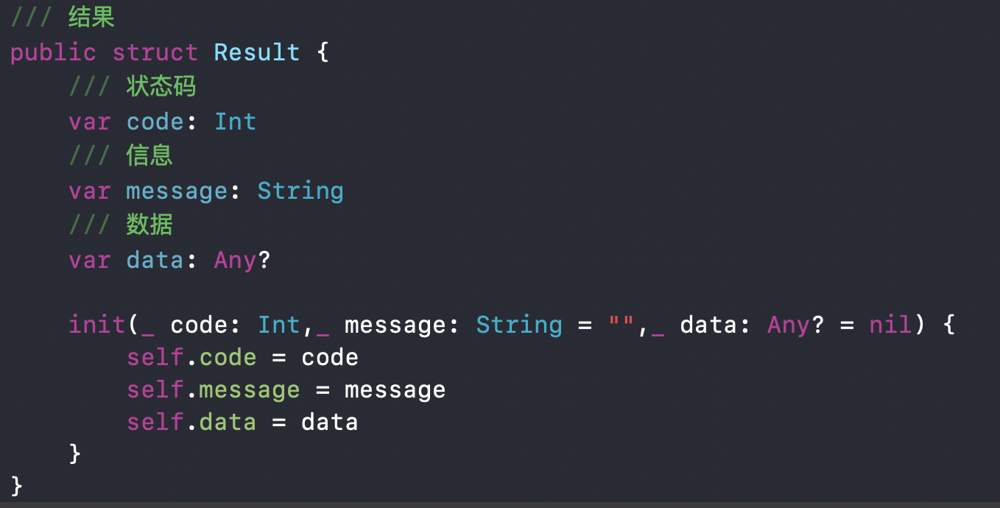 /// 结果
public struct Result {
    /// 状态码
    var code: Int
    /// 信息
    var message: String
    /// 数据
    var data: Any?

    init(_ code: Int,_ message: String = "",_ data: Any? = nil) {
        self.code = code
        self.message = message
        self.data = data
    }
}